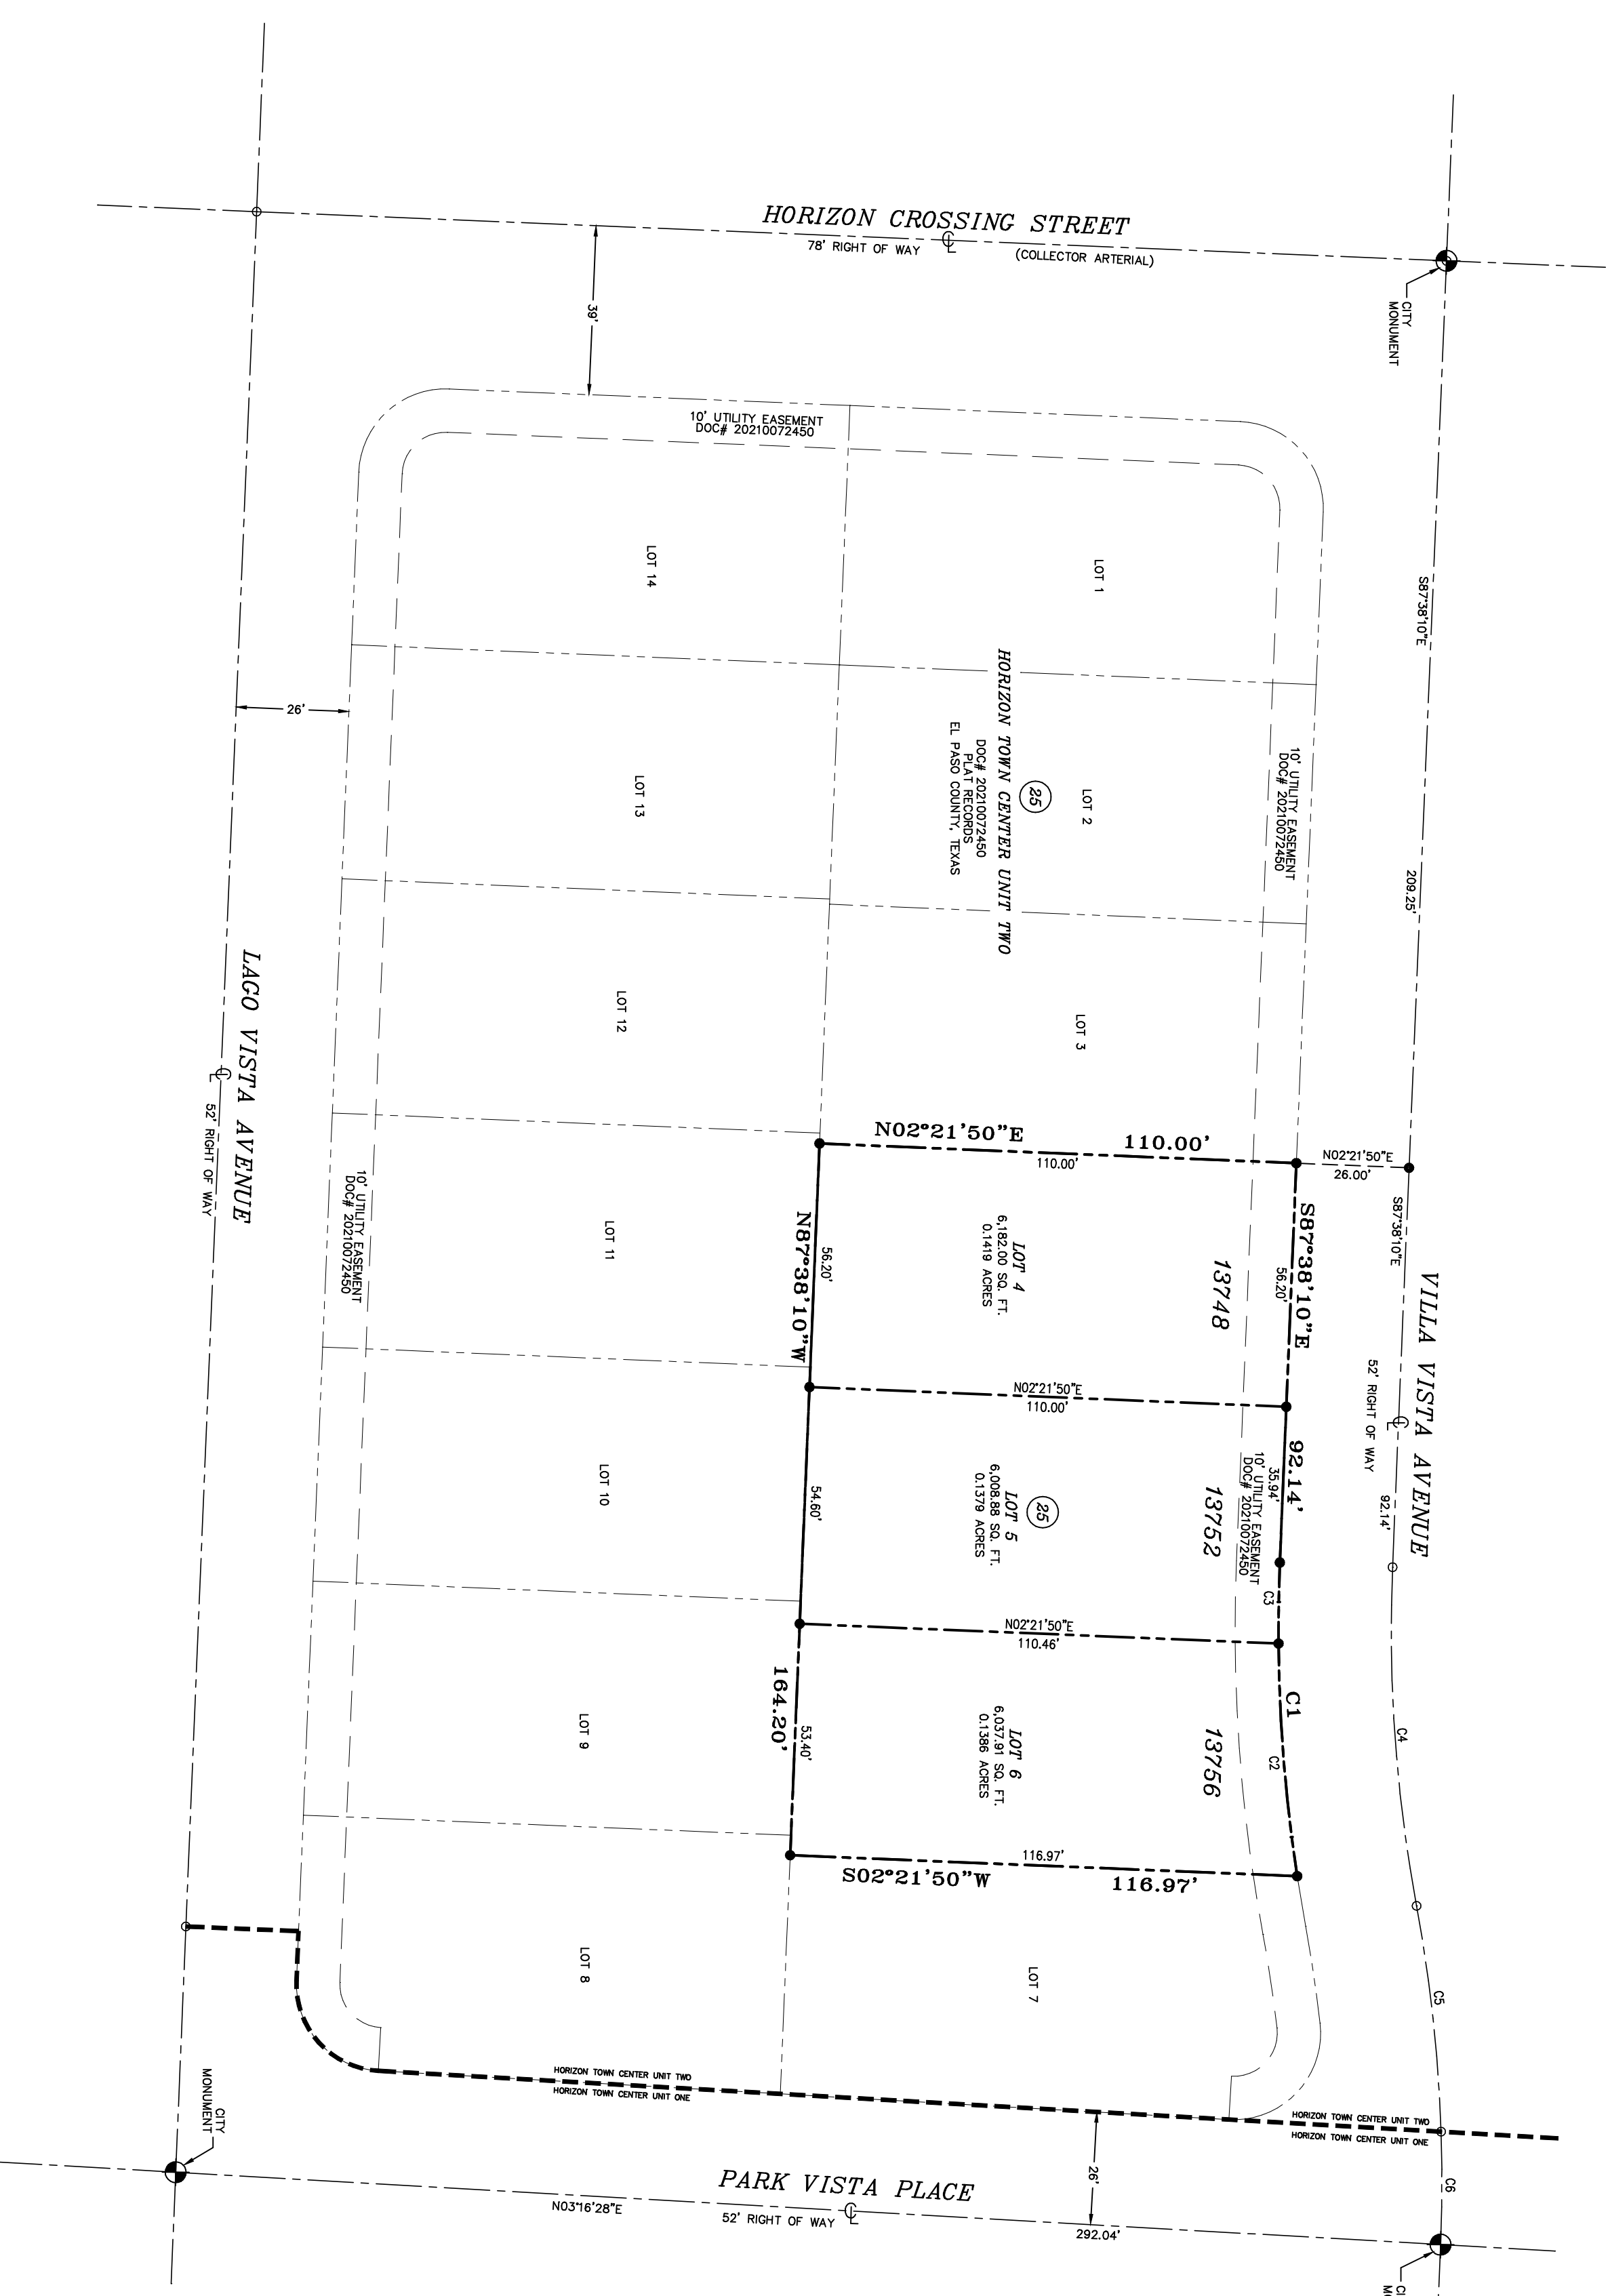 HORIZON CROSSING STREET
78' RIGHT OF WAY
(COLLECTOR ARTERIAL)
CITY
MONUMENT
39'
10' UTILITY EASEMENT
DOC# 20210072450
S87°38'10"E
209.25'
LOT 14
LOT 1
26'
HORIZON TOWN CENTER UNIT TWO
DOC# 20210072450
PLAT RECORDS
EL PASO COUNTY, TEXAS
25
LOT 2
10' UTILITY EASEMENT
DOC# 20210072450
LOT 13
LOT 12
LOT 3
LAGO VISTA AVENUE
52' RIGHT OF WAY
N02°21'50"E 110.00'
110.00'
N02°21'50"E
26.00'
10' UTILITY EASEMENT
DOC# 20210072450
LOT 11
N87°38'10"W
56.20'
LOT 4
6,182.00 SQ. FT.
0.1419 ACRES
13748
S87°38'10"E
56.20'
S87°38'10"E
VILLA VISTA AVENUE
52' RIGHT OF WAY
92.14'
N02°21'50"E
110.00'
LOT 10
54.60'
25
LOT 5
6,008.88 SQ. FT.
0.1379 ACRES
13752
92.14'
35.94'
10' UTILITY EASEMENT
DOC# 20210072450
C3
N02°21'50"E
110.46'
LOT 9
164.20'
53.40'
LOT 6
6,037.91 SQ. FT.
0.1386 ACRES
13756
C1
C2
C4
116.97'
S02°21'50"W 116.97'
LOT 8
LOT 7
C5
HORIZON TOWN CENTER UNIT TWO
HORIZON TOWN CENTER UNIT ONE
HORIZON TOWN CENTER UNIT TWO
HORIZON TOWN CENTER UNIT ONE
CITY
MONUMENT
26'
C6
PARK VISTA PLACE
N03°16'28"E
52' RIGHT OF WAY
292.04'